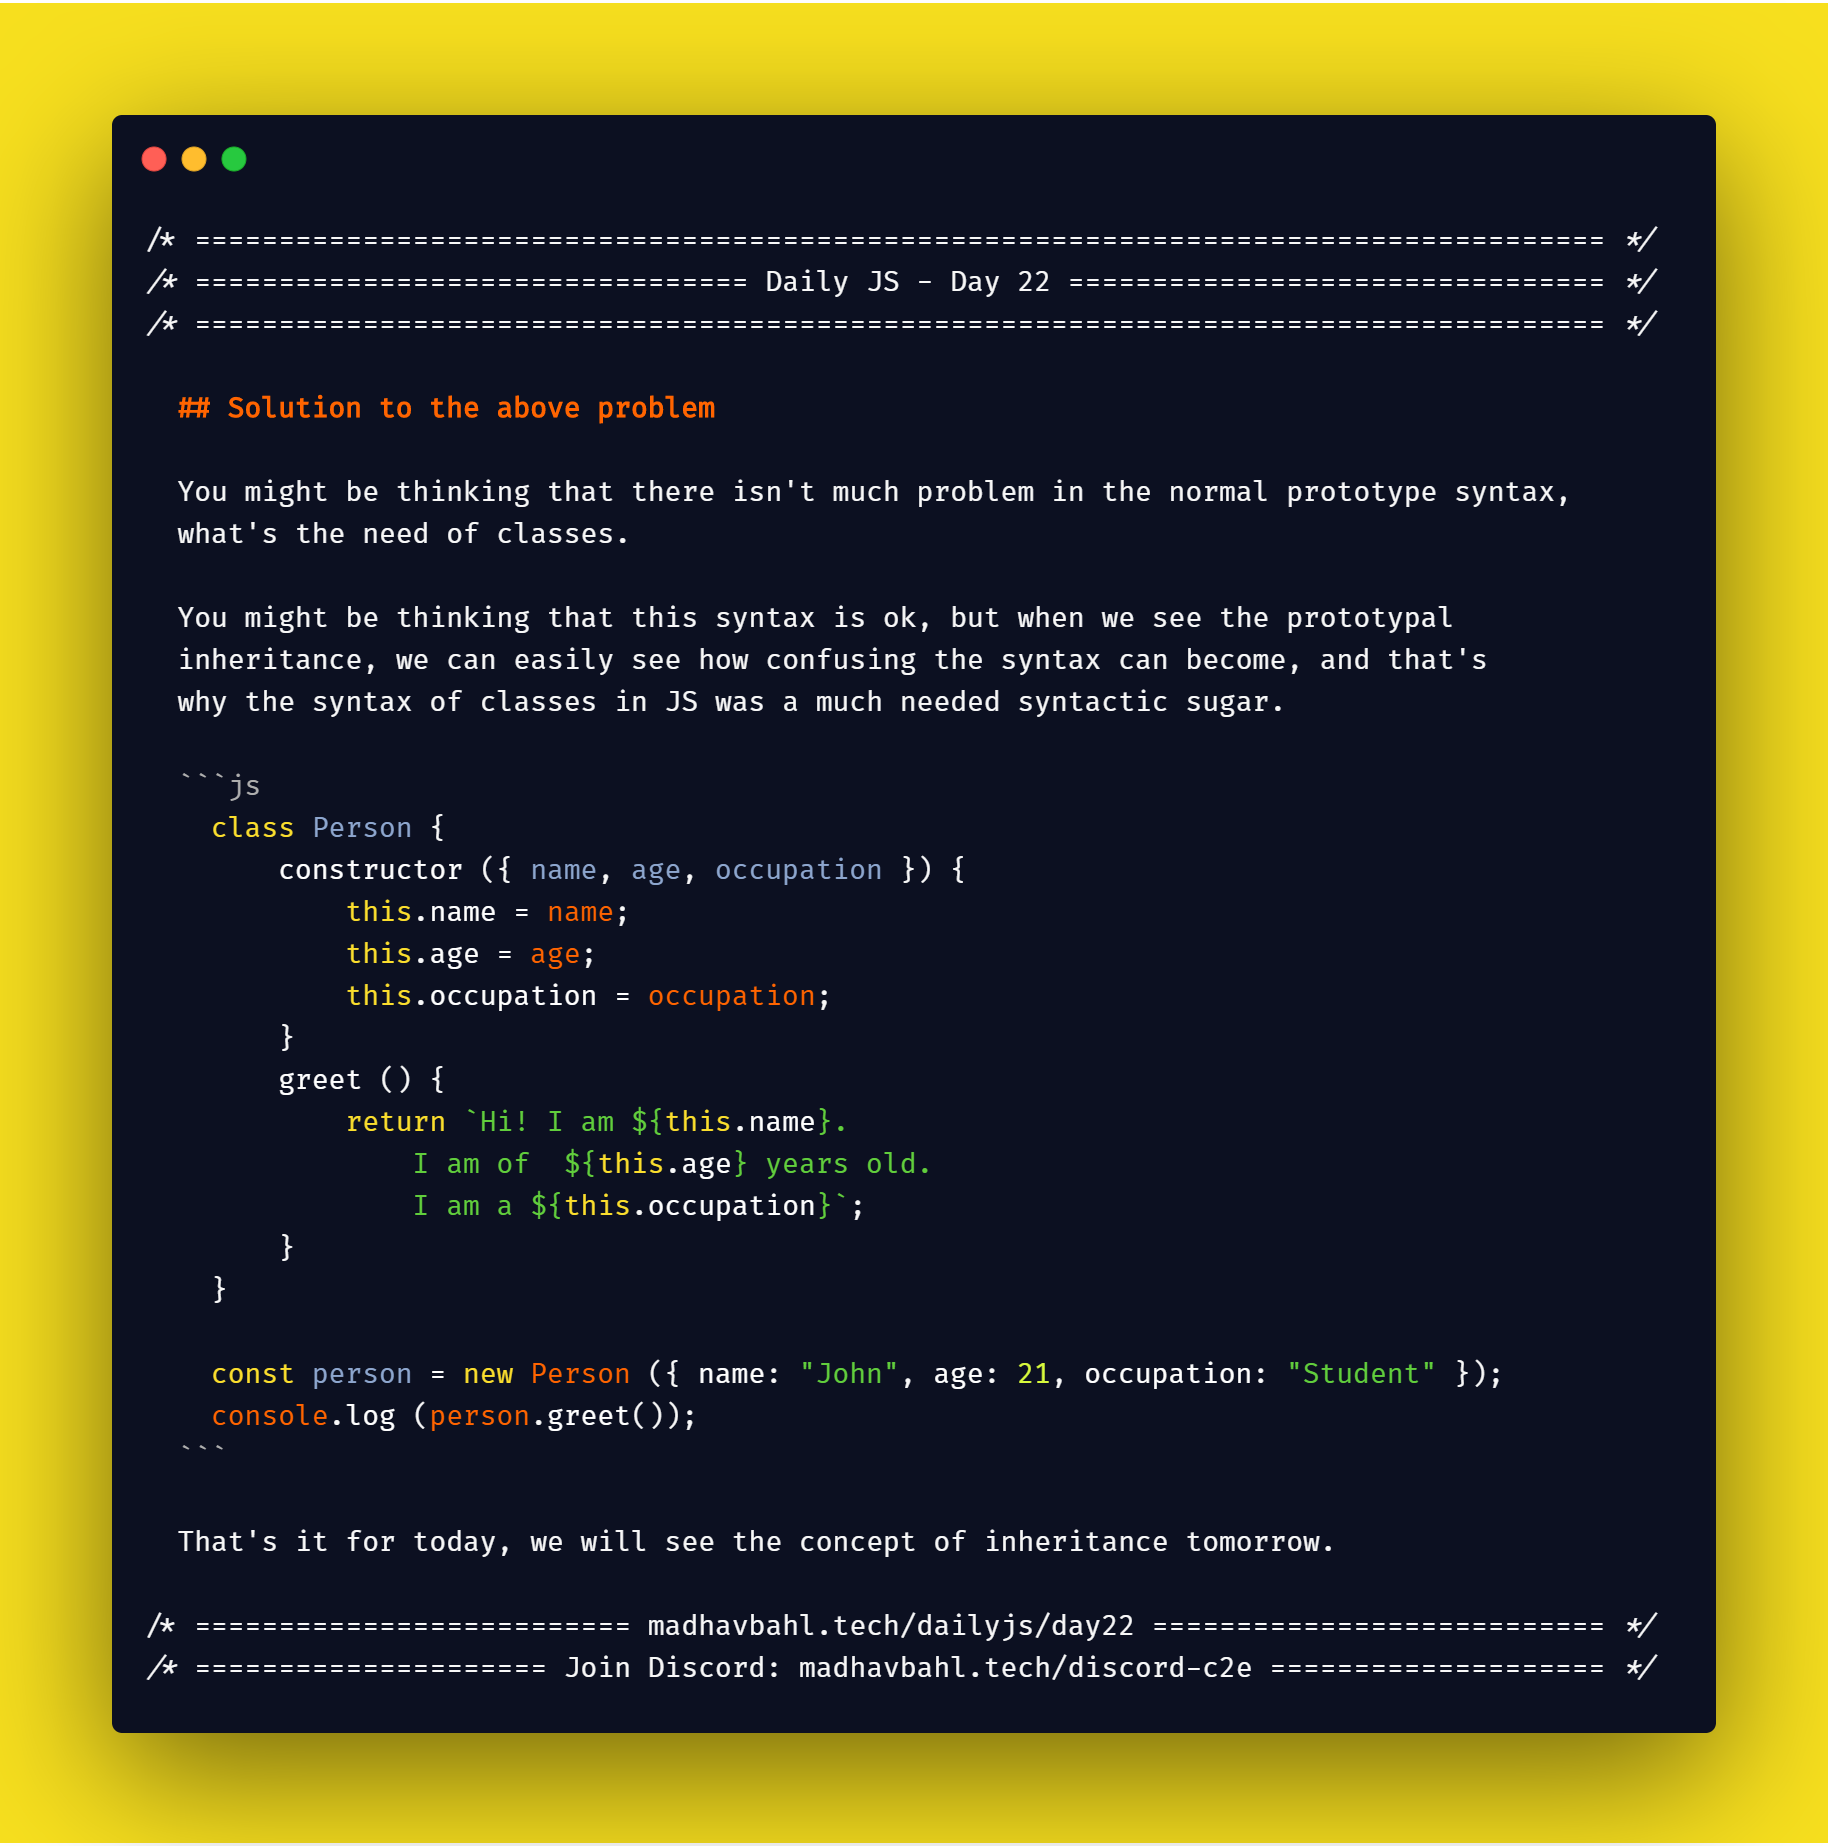 /* ==================================================================================== */
/* ================================= Daily JS - Day 22 ================================ */
/* ==================================================================================== */
## Solution to the above problem
You might be thinking that there isn't much problem in the normal prototype syntax,
what's the need of classes.
You might be thinking that this syntax is ok, but when we see the prototypal
inheritance, we can easily see how confusing the syntax can become, and that's
why the syntax of classes in JS was a much needed syntactic sugar.
```js
class Person {
constructor ({ name, age, occupation }) {
this.name = name;
this.age = age;
this.occupation = occupation;
}
greet () {
return `Hi! I am ${this.name}.
I am of  ${this.age} years old.
I am a ${this.occupation}`;
}
}
const person = new Person ({ name: "John", age: 21, occupation: "Student" });
console.log (person.greet());
```
That's it for today, we will see the concept of inheritance tomorrow.
/* ========================== madhavbahl.tech/dailyjs/day22 =========================== */
/* ===================== Join Discord: madhavbahl.tech/discord-c2e ==================== */